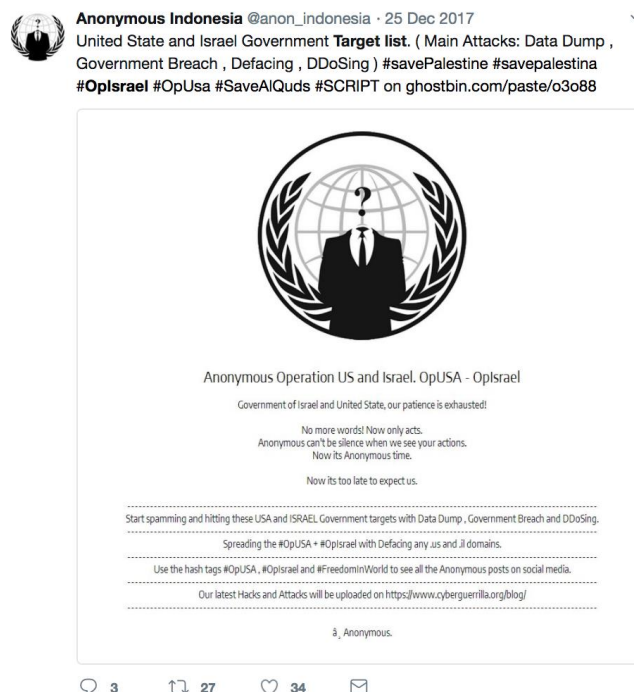 Anonymous Indonesia @anon_indonesia · 25 Dec 2017
United State and Israel Government Target list. ( Main Attacks: Data Dump ,
Government Breach , Defacing , DDoSing ) #savePalestine #savepalestina
#OpIsrael #OpUsa #SaveAlQuds #SCRIPT on ghostbin.com/paste/o3o88
?
Anonymous Operation US and Israel. OpUSA - OpIsrael
Government of Israel and United State, our patience is exhausted!
No more words! Now only acts.
Anonymous can't be silence when we see your actions.
Now its Anonymous time.
Now its too late to expect us.
Start spamming and hitting these USA and ISRAEL Government targets with Data Dump , Government Breach and DDoSing.
Spreading the #OpUSA + #OpIsrael with Defacing any .us and .il domains.
Use the hash tags #OpUSA , #OpIsrael and #FreedomInWorld to see all the Anonymous posts on social media.
Our latest Hacks and Attacks will be uploaded on https://www.cyberguerrilla.org/blog/
â¸ Anonymous.
3 27 34